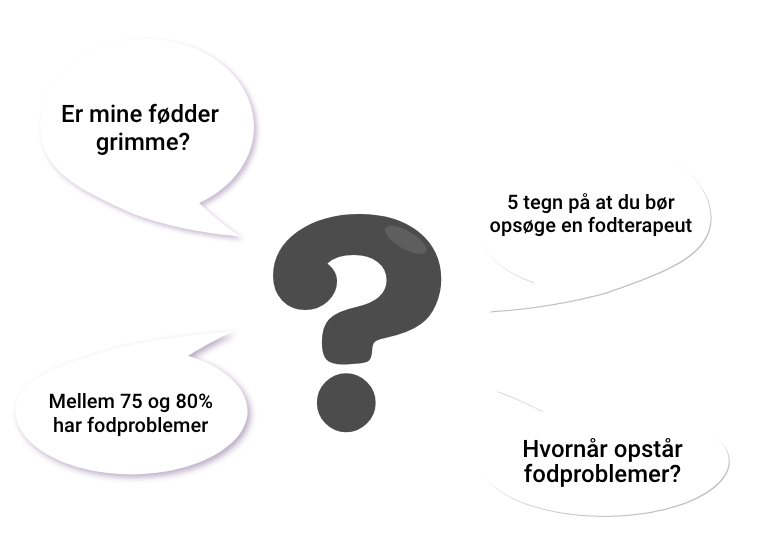 Er mine fødder
grimme?
5 tegn på at du bør
opsøge en fodterapeut
Mellem 75 og 80%
har fodproblemer
Hvornår opstår
fodproblemer?